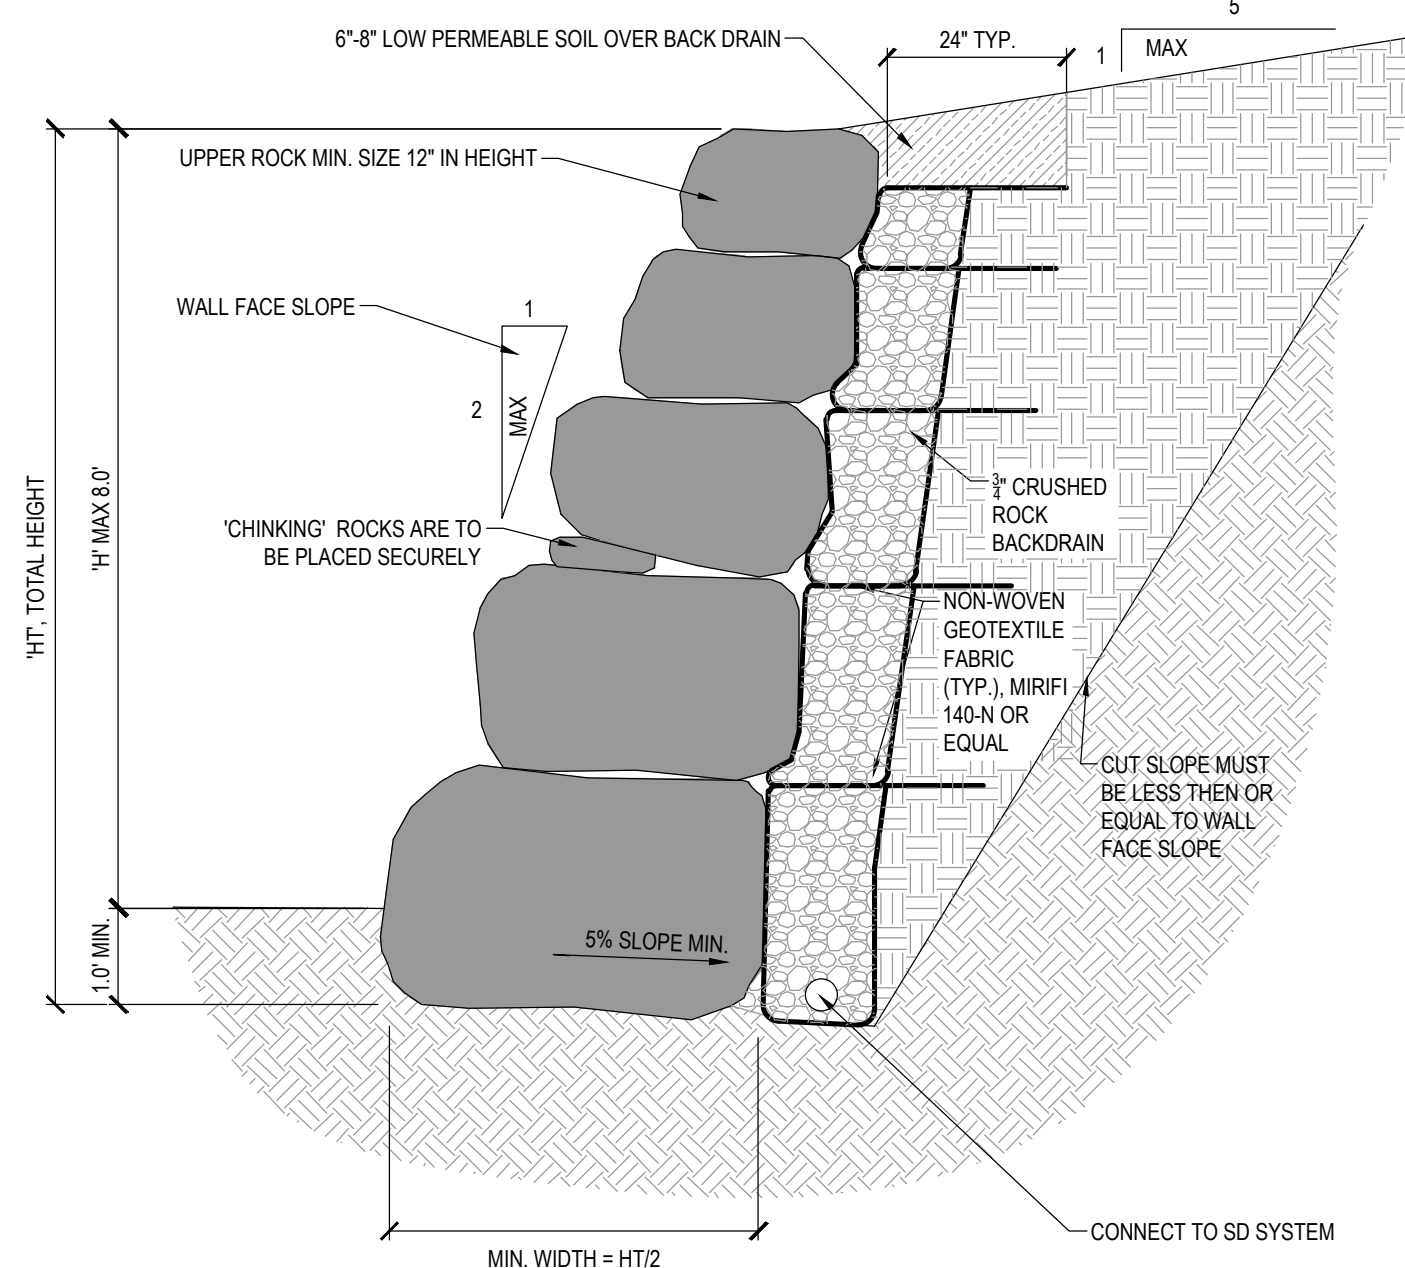 5
1
MAX
6"-8" LOW PERMEABLE SOIL OVER BACK DRAIN
24" TYP.
UPPER ROCK MIN. SIZE 12" IN HEIGHT
WALL FACE SLOPE
1
2
MAX
'HT', TOTAL HEIGHT
'H' MAX 8.0'
'CHINKING' ROCKS ARE TO
BE PLACED SECURELY
3/4" CRUSHED
ROCK
BACKDRAIN
NON-WOVEN
GEOTEXTILE
FABRIC
(TYP.), MIRIFI
140-N OR
EQUAL
CUT SLOPE MUST
BE LESS THEN OR
EQUAL TO WALL
FACE SLOPE
1.0' MIN.
5% SLOPE MIN.
CONNECT TO SD SYSTEM
MIN. WIDTH = HT/2